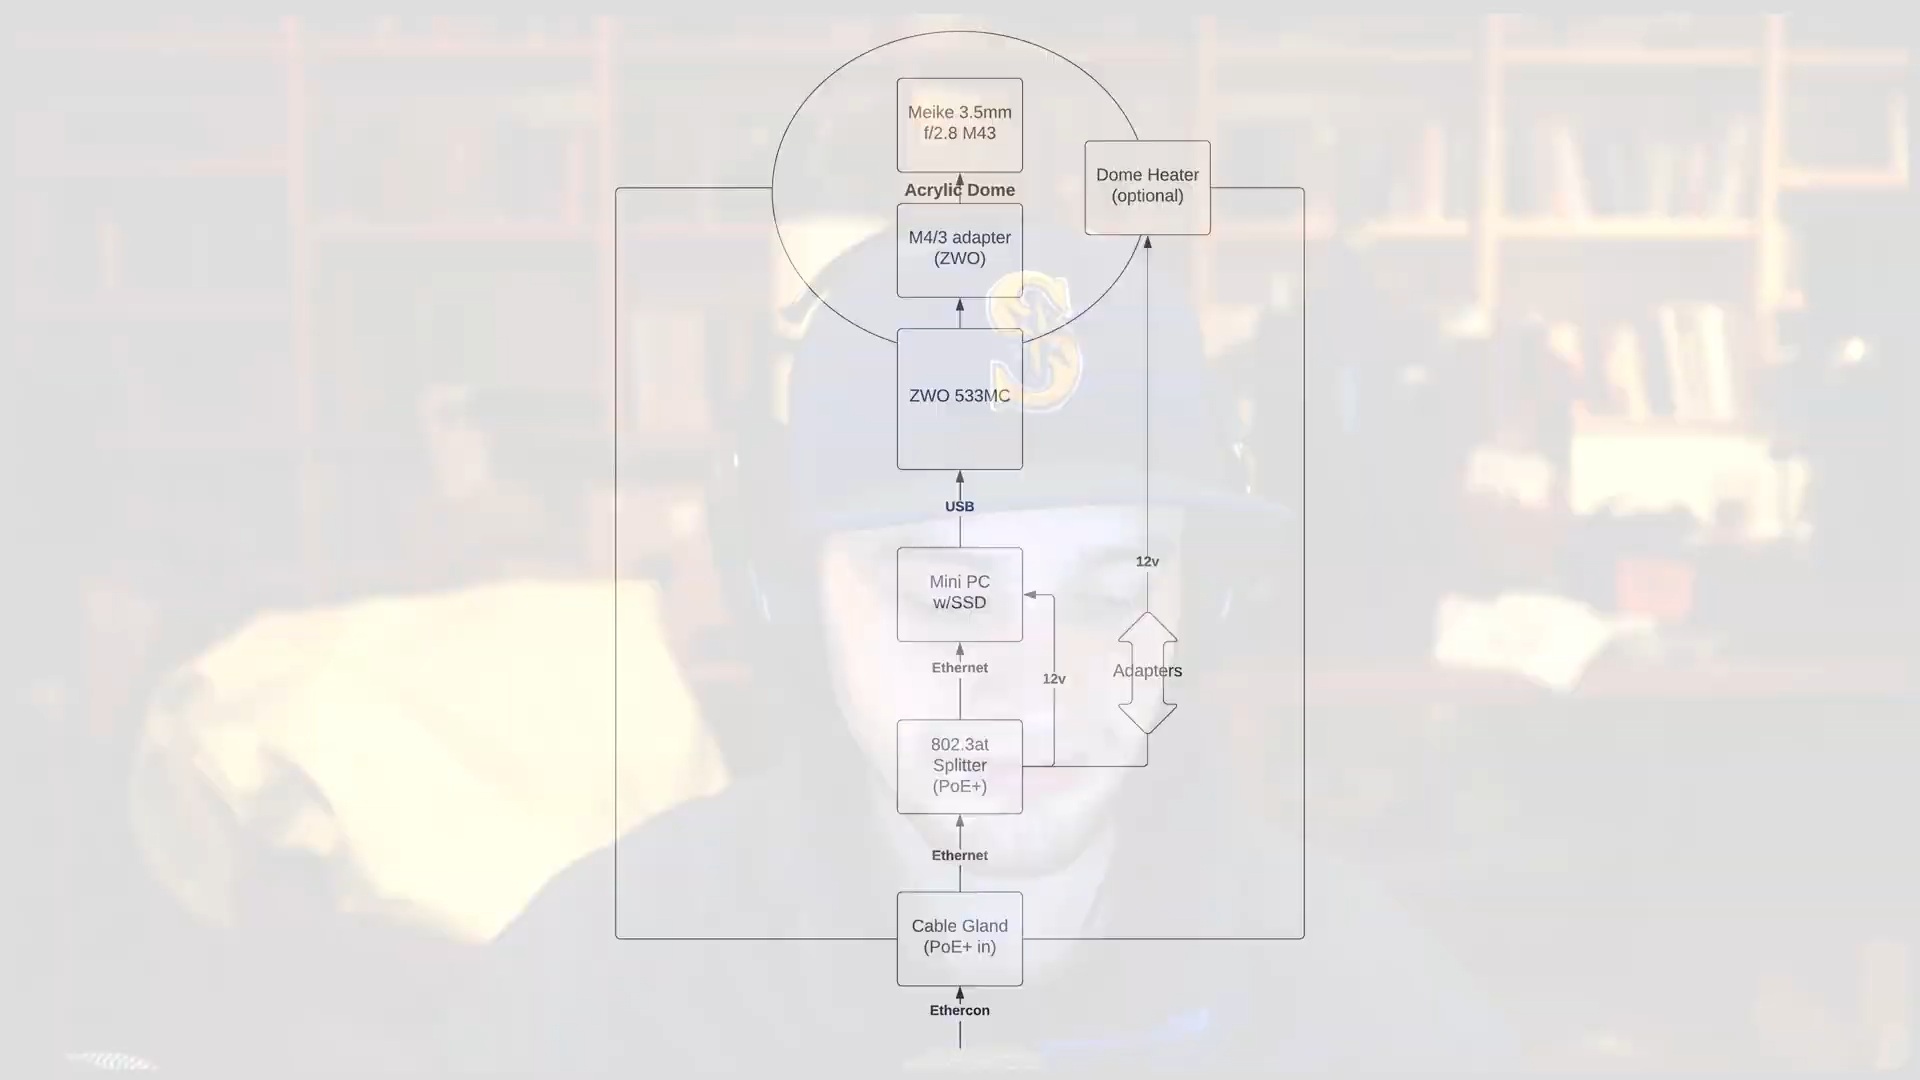 Meike 3.5mm
f/2.8 M43
Acrylic Dome
Dome Heater
(optional)
M4/3 adapter
(ZWO)
S
ZWO 533MC
USB
12v
Mini PC
w/SSD
Ethernet
12v
Adapters
802.3at
Splitter
(PoE+)
Ethernet
Cable Gland
(PoE+ in)
Ethercon